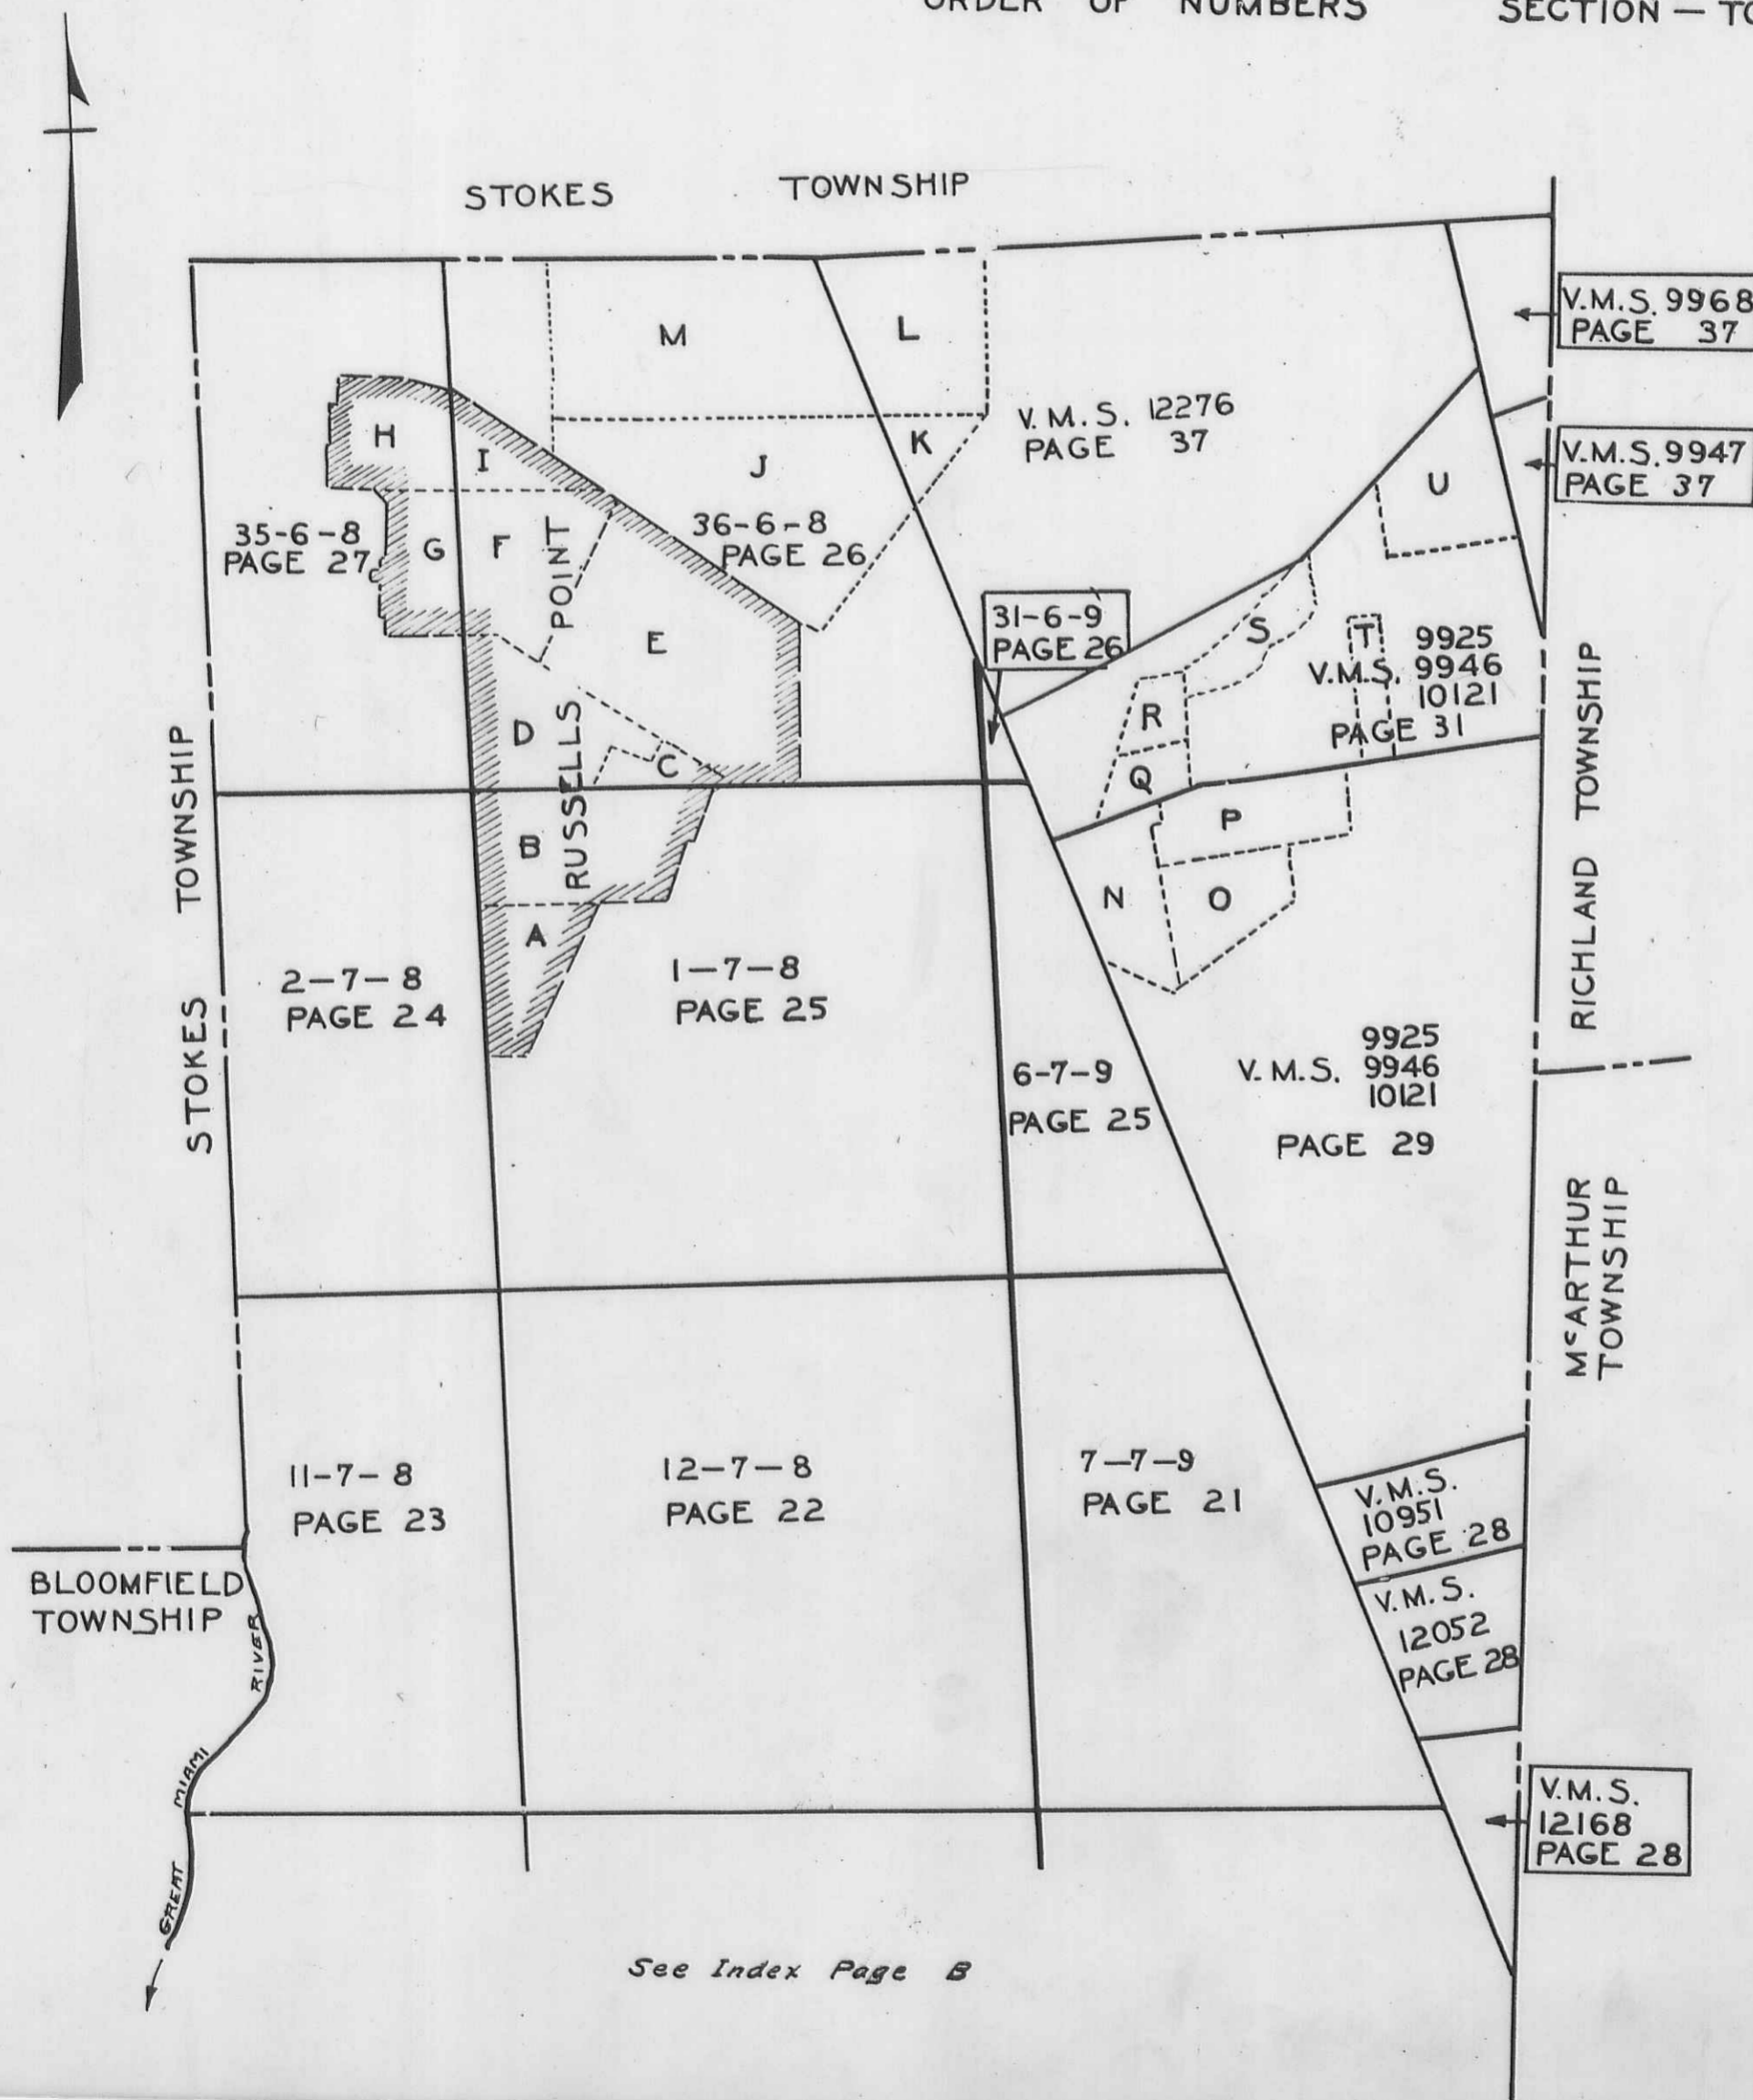 ORDER OF NUMBERS SECTION — TO
STOKES TOWNSHIP
V.M.S. 9968
PAGE 37
M
L
V. M. S. 12276
PAGE 37
H
I
J
K
V.M.S. 9947
PAGE 37
U
35-6-8
PAGE 27
G
F
POINT
36-6-8
PAGE 26
E
31-6-9
PAGE 26
S
T
9925
V.M.S. 9946
10121
PAGE 31
R
Q
D
C
RUSSELLS
B
A
P
N
O
STOKES TOWNSHIP
RICHLAND TOWNSHIP
2-7-8
PAGE 24
1-7-8
PAGE 25
6-7-9
PAGE 25
9925
V. M. S. 9946
10121
PAGE 29
McARTHUR
TOWNSHIP
11-7-8
PAGE 23
12-7-8
PAGE 22
7-7-9
PAGE 21
V.M.S.
10951
PAGE 28
V.M.S.
12052
PAGE 28
BLOOMFIELD
TOWNSHIP
GREAT MIAMI RIVER
V.M.S.
12168
PAGE 28
See Index Page B